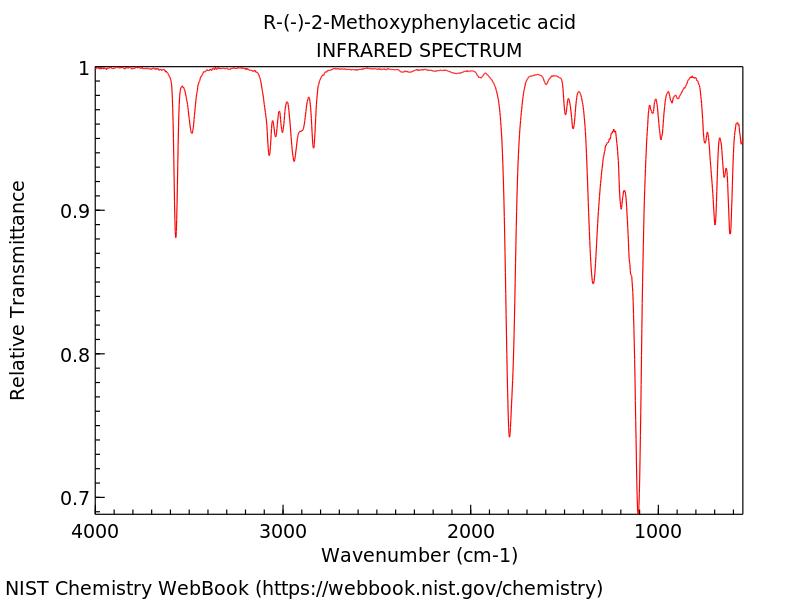 R-(-)-2-Methoxyphenylacetic acid
INFRARED SPECTRUM
1
0.9
0.8
0.7
Relative Transmittance
4000 3000 2000 1000
Wavenumber (cm-1)
NIST Chemistry WebBook (https://webbook.nist.gov/chemistry)